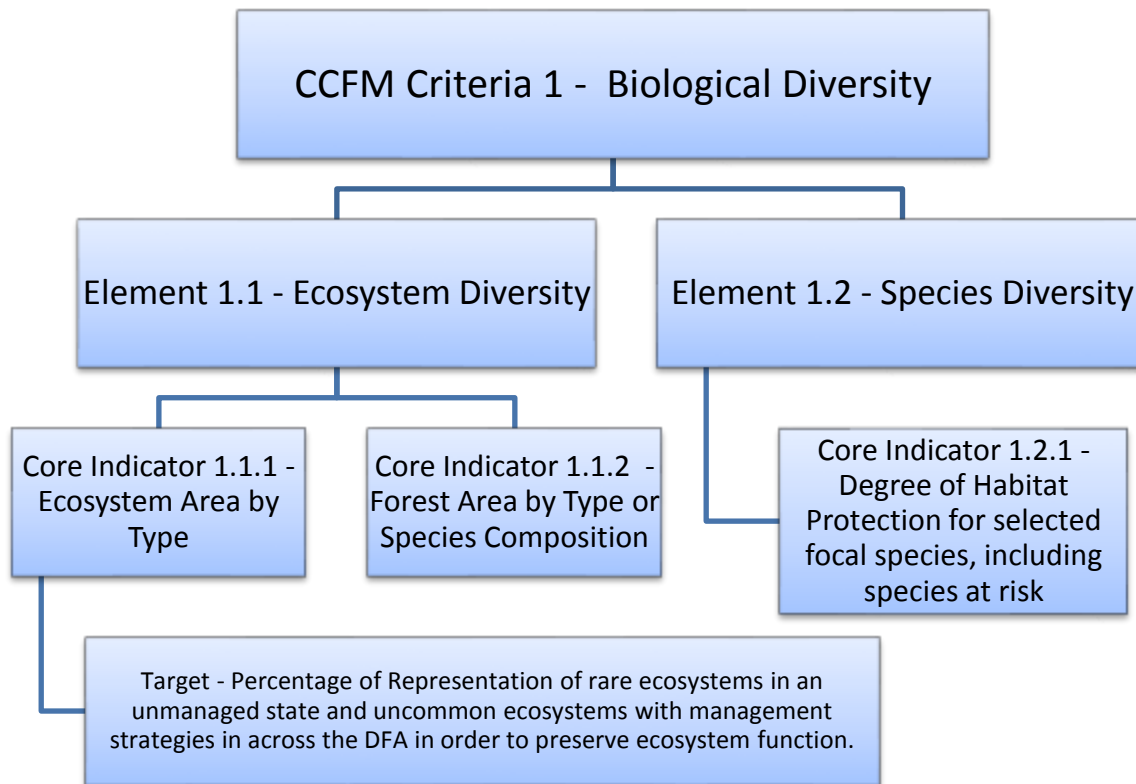 CCFM Criteria 1 -  Biological Diversity
Element 1.1 - Ecosystem Diversity
Element 1.2 - Species Diversity
Core Indicator 1.1.1 -
Ecosystem Area by
Type
Core Indicator 1.1.2  -
Forest Area by Type or
Species Composition
Core Indicator 1.2.1 -
Degree of Habitat
Protection for selected
focal species, including
species at risk
Target - Percentage of Representation of rare ecosystems in an
unmanaged state and uncommon ecosystems with management
strategies in across the DFA in order to preserve ecosystem function.